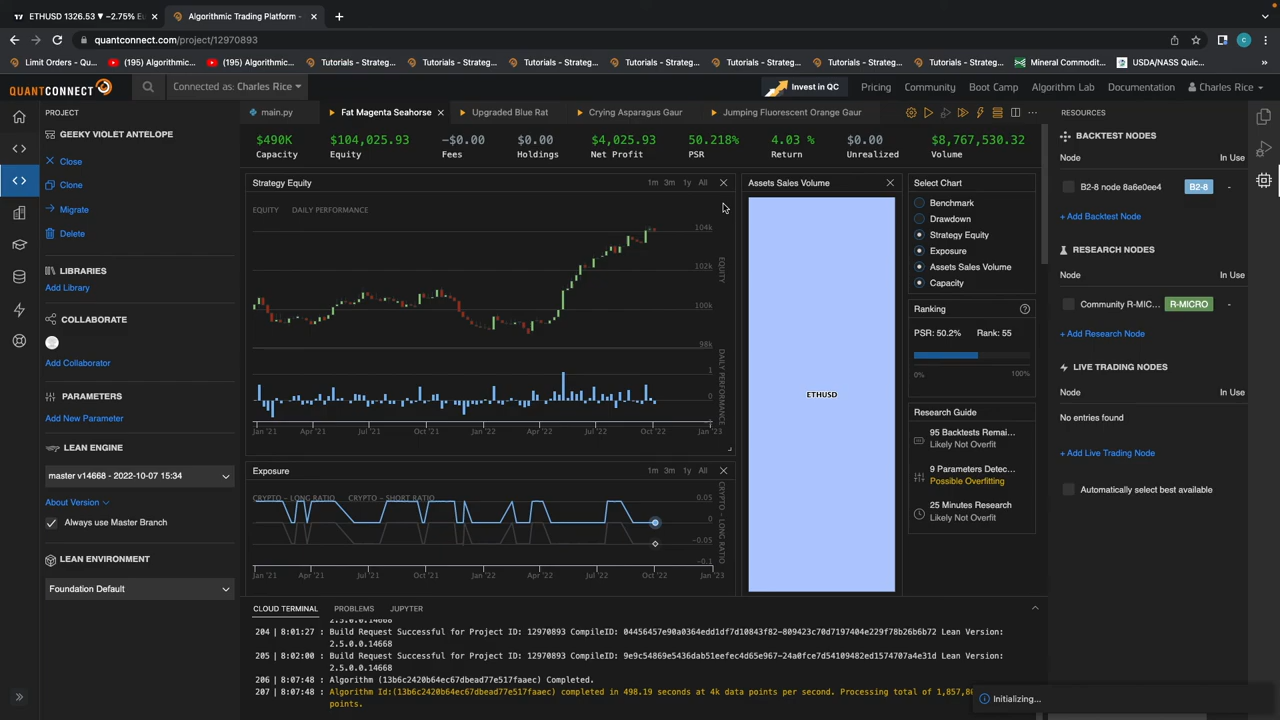 ETHUSD 1326.53 ▼ −2.75% E
Algorithmic Trading Platform -
quantconnect.com/project/12970893
Limit Orders - Qu...
(195) Algorithmic...
(195) Algorithmic...
Tutorials - Strateg...
Tutorials - Strateg...
Tutorials - Strateg...
Tutorials - Strateg...
Tutorials - Strateg...
Tutorials - Strateg...
Mineral Commodit...
USDA/NASS Quic...
QUANTCONNECT
Connected as: Charles Rice
Invest in QC
Pricing
Community
Boot Camp
Algorithm Lab
Documentation
Charles Rice
PROJECT
main.py
Fat Magenta Seahorse
Upgraded Blue Rat
Crying Asparagus Gaur
Jumping Fluorescent Orange Gaur
RESOURCES
GEEKY VIOLET ANTELOPE
Close
Clone
Migrate
Delete
LIBRARIES
Add Library
COLLABORATE
Add Collaborator
PARAMETERS
Add New Parameter
LEAN ENGINE
master v14668 - 2022-10-07 15:34
About Version
Always use Master Branch
LEAN ENVIRONMENT
Foundation Default
$490K
Capacity
$104,025.93
Equity
−$0.00
Fees
$0.00
Holdings
$4,025.93
Net Profit
50.218%
PSR
4.03 %
Return
$0.00
Unrealized
$8,767,530.32
Volume
Strategy Equity
1m 3m 1y All
EQUITY DAILY PERFORMANCE
104k
102k
100k
98k
EQUITY
1
0
DAILY PERFORMANCE
Jan '21 Apr '21 Jul '21 Oct '21 Jan '22 Apr '22 Jul '22 Oct '22 Jan '23
Exposure
1m 3m 1y All
CRYPTO – LONG RATIO CRYPTO – SHORT RATIO
0.05
0
−0.05
−0.1
CRYPTO – LONG RATIO
Jan '21 Apr '21 Jul '21 Oct '21 Jan '22 Apr '22 Jul '22 Oct '22 Jan '23
Assets Sales Volume
ETHUSD
Select Chart
Benchmark
Drawdown
Strategy Equity
Exposure
Assets Sales Volume
Capacity
Ranking
PSR: 50.2% Rank: 55
0% 100%
Research Guide
95 Backtests Remai...
Likely Not Overfit
9 Parameters Detec...
Possible Overfitting
25 Minutes Research
Likely Not Overfit
BACKTEST NODES
Node In Use
B2-8 node 8a6e0ee4 B2-8 -
+ Add Backtest Node
RESEARCH NODES
Node In Use
Community R-MIC... R-MICRO -
+ Add Research Node
LIVE TRADING NODES
Node In Use
No entries found
+ Add Live Trading Node
Automatically select best available
CLOUD TERMINAL PROBLEMS JUPYTER
2.5.0.0.14668
204 | 8:01:27 : Build Request Successful for Project ID: 12970893 CompileID: 04456457e90a0364edd1df7d10843f82-809423c70d7197404e229f78b26b6b72 Lean Version:
2.5.0.0.14668
205 | 8:02:00 : Build Request Successful for Project ID: 12970893 CompileID: 9e9c54869e5436dab51eefec4d65e967-24a0fce7d54109482ed1574707a4e31d Lean Version:
2.5.0.0.14668
206 | 8:07:48 : Algorithm (13b6c2420b64ec67dbead77e517faaec) Completed.
207 | 8:07:48 : Algorithm Id:(13b6c2420b64ec67dbead77e517faaec) completed in 498.19 seconds at 4k data points per second. Processing total of 1,857,80
points.
Initializing...